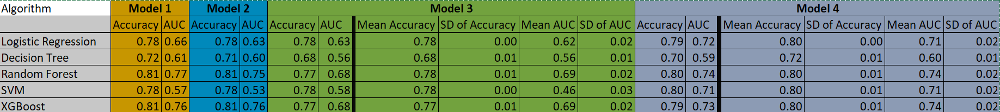 Algorithm Model 1 Model 2 Model 3 Model 4
Accuracy AUC Accuracy AUC Accuracy AUC Mean Accuracy SD of Accuracy Mean AUC SD of AUC Accuracy AUC Mean Accuracy SD of Accuracy Mean AUC SD of AUC
Logistic Regression 0.78 0.66 0.78 0.63 0.78 0.63 0.78 0.00 0.62 0.02 0.79 0.72 0.80 0.00 0.71 0.02
Decision Tree 0.72 0.61 0.71 0.60 0.68 0.56 0.68 0.01 0.56 0.01 0.70 0.59 0.72 0.01 0.60 0.01
Random Forest 0.81 0.77 0.81 0.75 0.77 0.68 0.78 0.01 0.69 0.02 0.80 0.74 0.80 0.01 0.74 0.02
SVM 0.78 0.57 0.78 0.53 0.78 0.58 0.78 0.00 0.46 0.03 0.80 0.71 0.80 0.01 0.71 0.02
XGBoost 0.81 0.76 0.81 0.76 0.77 0.68 0.77 0.01 0.69 0.02 0.79 0.73 0.80 0.01 0.74 0.02